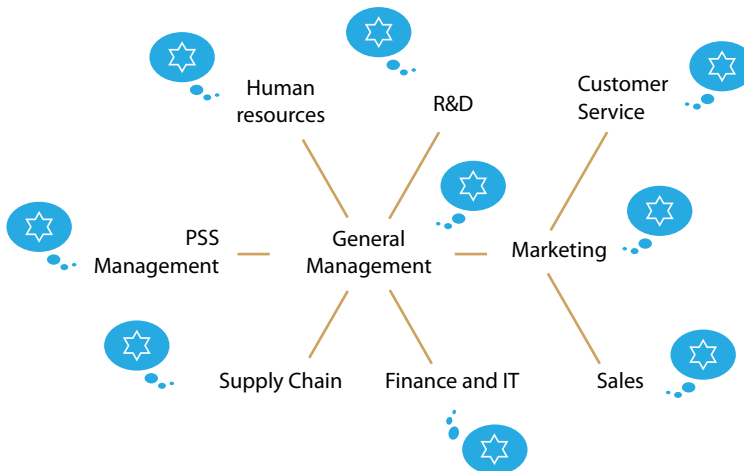 Human
resources
R&D
Customer
Service
PSS
Management
General
Management
Marketing
Supply Chain
Finance and IT
Sales